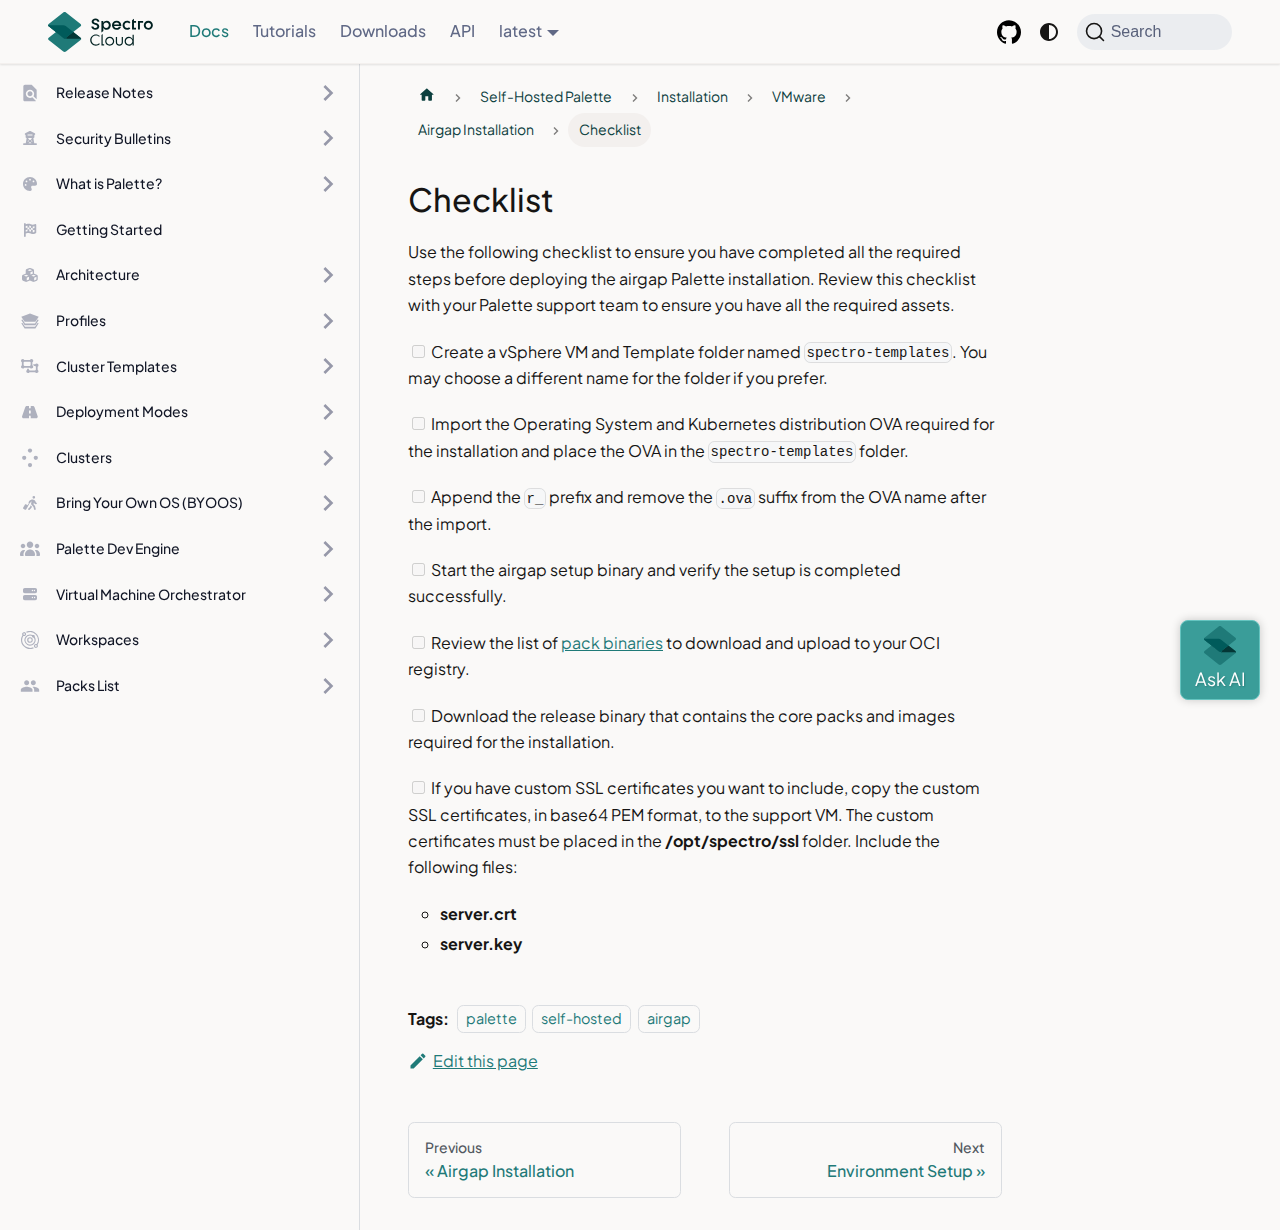 Spectro Cloud
Docs
Tutorials
Downloads
API
latest
Search
Release Notes
Security Bulletins
What is Palette?
Getting Started
Architecture
Profiles
Cluster Templates
Deployment Modes
Clusters
Bring Your Own OS (BYOOS)
Palette Dev Engine
Virtual Machine Orchestrator
Workspaces
Packs List
Self-Hosted Palette > Installation > VMware >
Airgap Installation > Checklist
Checklist
Use the following checklist to ensure you have completed all the required
steps before deploying the airgap Palette installation. Review this checklist
with your Palette support team to ensure you have all the required assets.
Create a vSphere VM and Template folder named spectro-templates. You
may choose a different name for the folder if you prefer.
Import the Operating System and Kubernetes distribution OVA required for
the installation and place the OVA in the spectro-templates folder.
Append the r_ prefix and remove the .ova suffix from the OVA name after
the import.
Start the airgap setup binary and verify the setup is completed
successfully.
Review the list of pack binaries to download and upload to your OCI
registry.
Download the release binary that contains the core packs and images
required for the installation.
If you have custom SSL certificates you want to include, copy the custom
SSL certificates, in base64 PEM format, to the support VM. The custom
certificates must be placed in the /opt/spectro/ssl folder. Include the
following files:
server.crt
server.key
Tags: palette self-hosted airgap
Edit this page
Previous
« Airgap Installation
Next
Environment Setup »
Ask AI